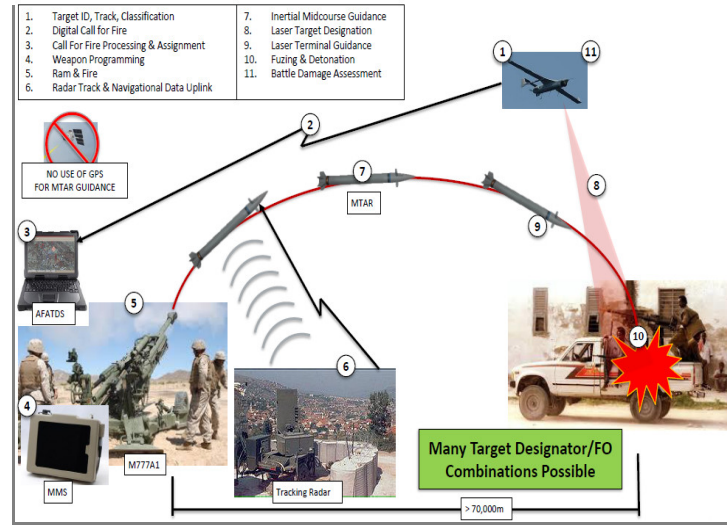 1. Target ID, Track, Classification
2. Digital Call for Fire
3. Call For Fire Processing & Assignment
4. Weapon Programming
5. Ram & Fire
6. Radar Track & Navigational Data Uplink
7. Inertial Midcourse Guidance
8. Laser Target Designation
9. Laser Terminal Guidance
10. Fuzing & Detonation
11. Battle Damage Assessment
1
11
2
NO USE OF GPS
FOR MTAR GUIDANCE
7
MTAR
8
9
3
AFATDS
5
10
6
4
MMS
M777A1
Tracking Radar
Many Target Designator/FO
Combinations Possible
> 70,000m